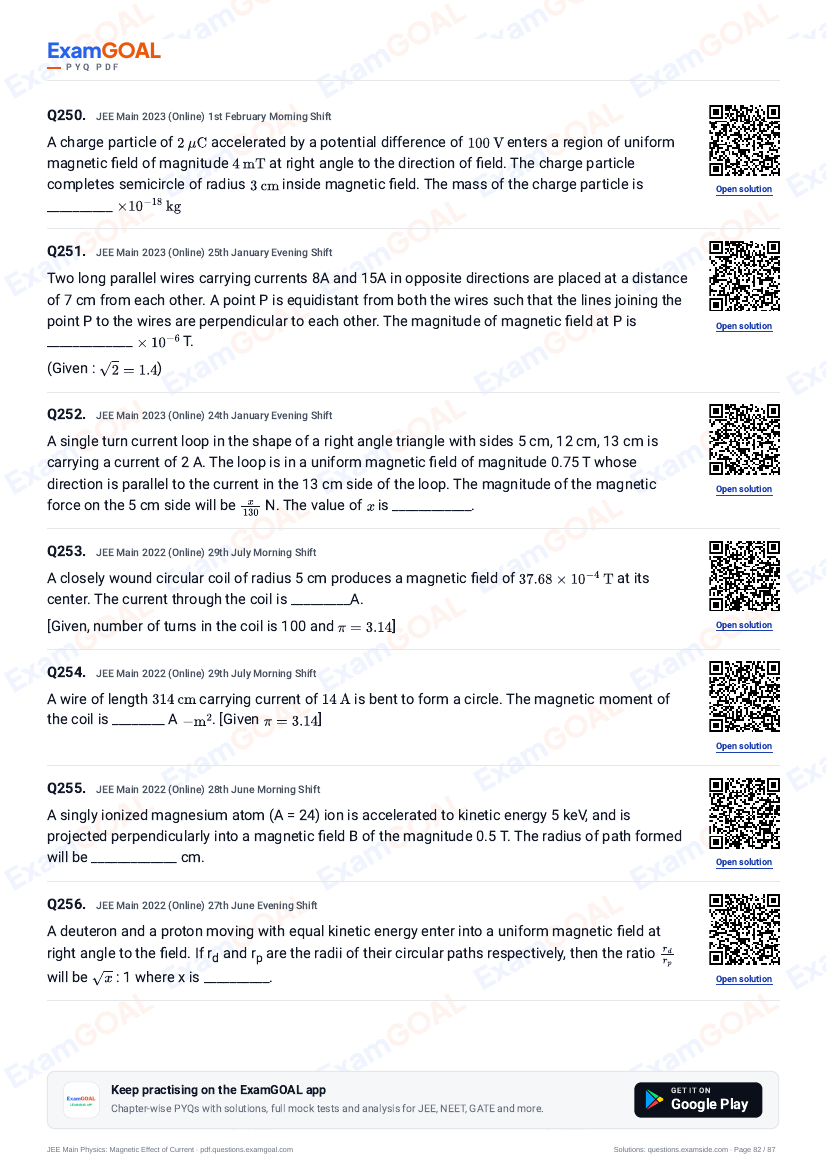 ExamGOAL
PYQ PDF
Q250. JEE Main 2023 (Online) 1st February Morning Shift
A charge particle of 2 μC accelerated by a potential difference of 100 V enters a region of uniform
magnetic field of magnitude 4 mT at right angle to the direction of field. The charge particle
completes semicircle of radius 3 cm inside magnetic field. The mass of the charge particle is
__________ ×10⁻¹⁸ kg
Open solution
Q251. JEE Main 2023 (Online) 25th January Evening Shift
Two long parallel wires carrying currents 8A and 15A in opposite directions are placed at a distance
of 7 cm from each other. A point P is equidistant from both the wires such that the lines joining the
point P to the wires are perpendicular to each other. The magnitude of magnetic field at P is
_____________ × 10⁻⁶ T.
(Given : √2 = 1.4)
Open solution
Q252. JEE Main 2023 (Online) 24th January Evening Shift
A single turn current loop in the shape of a right angle triangle with sides 5 cm, 12 cm, 13 cm is
carrying a current of 2 A. The loop is in a uniform magnetic field of magnitude 0.75 T whose
direction is parallel to the current in the 13 cm side of the loop. The magnitude of the magnetic
force on the 5 cm side will be x/130 N. The value of x is ____________.
Open solution
Q253. JEE Main 2022 (Online) 29th July Morning Shift
A closely wound circular coil of radius 5 cm produces a magnetic field of 37.68 × 10⁻⁴ T at its
center. The current through the coil is _________A.
[Given, number of turns in the coil is 100 and π = 3.14]
Open solution
Q254. JEE Main 2022 (Online) 29th July Morning Shift
A wire of length 314 cm carrying current of 14 A is bent to form a circle. The magnetic moment of
the coil is ________ A −m². [Given π = 3.14]
Open solution
Q255. JEE Main 2022 (Online) 28th June Morning Shift
A singly ionized magnesium atom (A = 24) ion is accelerated to kinetic energy 5 keV, and is
projected perpendicularly into a magnetic field B of the magnitude 0.5 T. The radius of path formed
will be _____________ cm.
Open solution
Q256. JEE Main 2022 (Online) 27th June Evening Shift
A deuteron and a proton moving with equal kinetic energy enter into a uniform magnetic field at
right angle to the field. If r_d and r_p are the radii of their circular paths respectively, then the ratio r_d/r_p
will be √x : 1 where x is __________.
Open solution
Keep practising on the ExamGOAL app
Chapter-wise PYQs with solutions, full mock tests and analysis for JEE, NEET, GATE and more.
GET IT ON
Google Play
JEE Main Physics: Magnetic Effect of Current · pdf.questions.examgoal.com
Solutions: questions.examside.com · Page 82 / 87